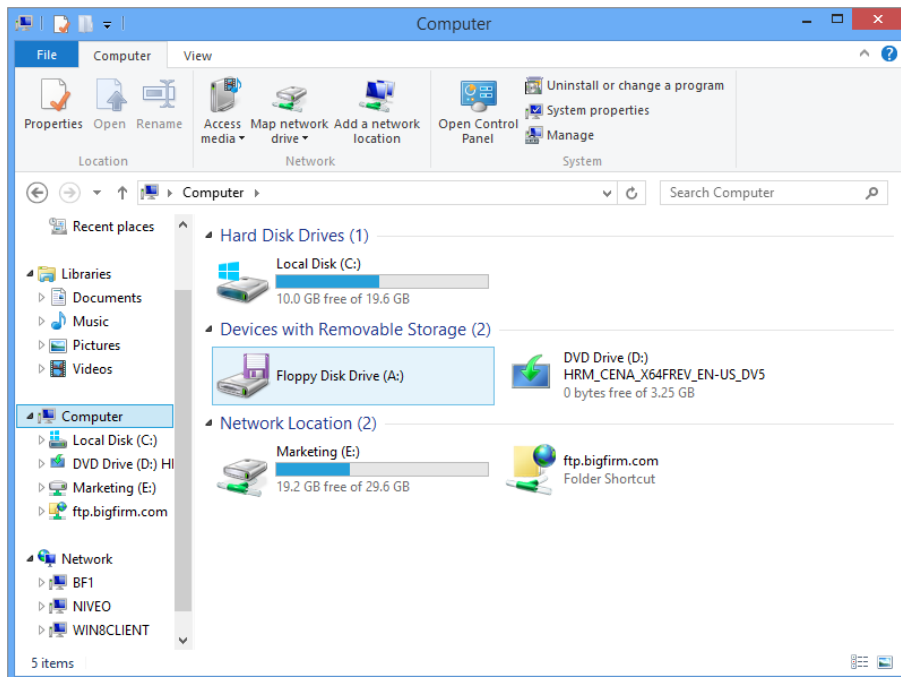 Computer
File
Computer
View
Properties
Open
Rename
Access media
Map network drive
Add a network location
Open Control Panel
Uninstall or change a program
System properties
Manage
Location
Network
System
Computer
Search Computer
Recent places
Libraries
Documents
Music
Pictures
Videos
Computer
Local Disk (C:)
DVD Drive (D:) HI
Marketing (E:)
ftp.bigfirm.com
Network
BF1
NIVEO
WIN8CLIENT
Hard Disk Drives (1)
Local Disk (C:)
10.0 GB free of 19.6 GB
Devices with Removable Storage (2)
Floppy Disk Drive (A:)
DVD Drive (D:)
HRM_CENA_X64FREV_EN-US_DV5
0 bytes free of 3.25 GB
Network Location (2)
Marketing (E:)
19.2 GB free of 29.6 GB
ftp.bigfirm.com
Folder Shortcut
5 items